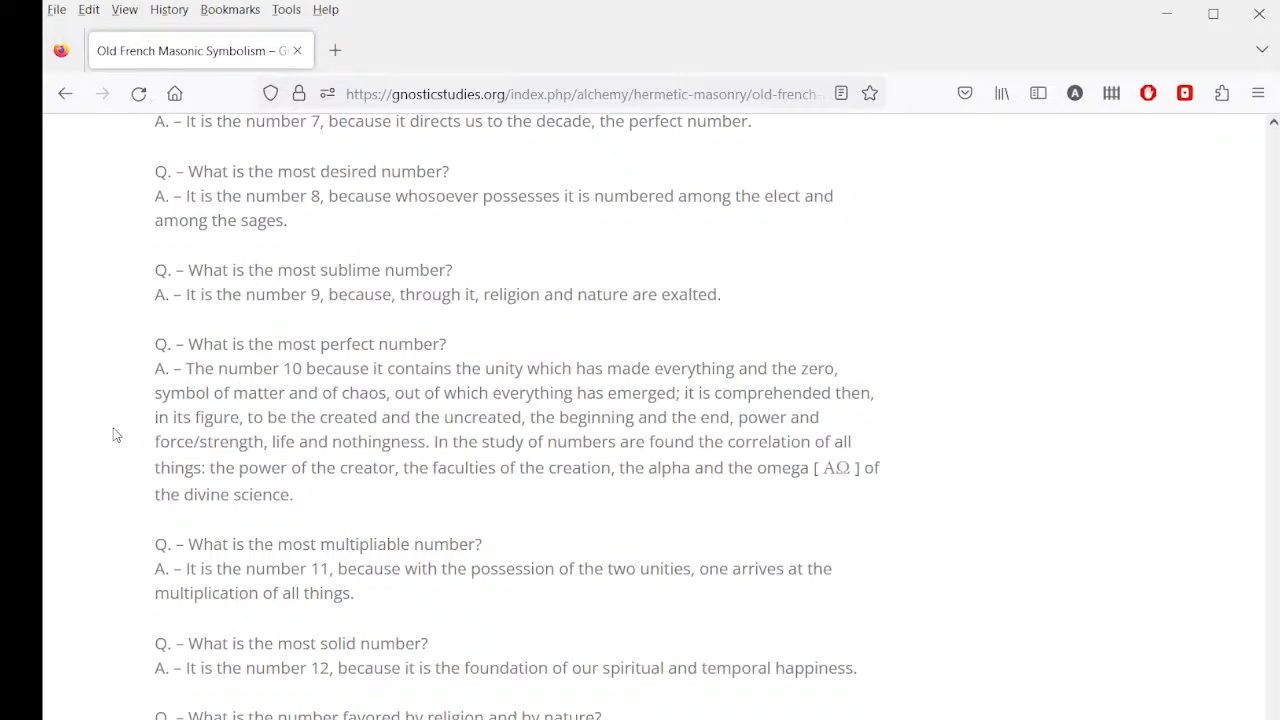 File Edit View History Bookmarks Tools Help
Old French Masonic Symbolism – G
https://gnosticstudies.org/index.php/alchemy/hermetic-masonry/old-french-
A. – It is the number 7, because it directs us to the decade, the perfect number.
Q. – What is the most desired number?
A. – It is the number 8, because whosoever possesses it is numbered among the elect and
among the sages.
Q. – What is the most sublime number?
A. – It is the number 9, because, through it, religion and nature are exalted.
Q. – What is the most perfect number?
A. – The number 10 because it contains the unity which has made everything and the zero,
symbol of matter and of chaos, out of which everything has emerged; it is comprehended then,
in its figure, to be the created and the uncreated, the beginning and the end, power and
force/strength, life and nothingness. In the study of numbers are found the correlation of all
things: the power of the creator, the faculties of the creation, the alpha and the omega [ ΑΩ ] of
the divine science.
Q. – What is the most multipliable number?
A. – It is the number 11, because with the possession of the two unities, one arrives at the
multiplication of all things.
Q. – What is the most solid number?
A. – It is the number 12, because it is the foundation of our spiritual and temporal happiness.
Q. – What is the number favored by religion and by nature?